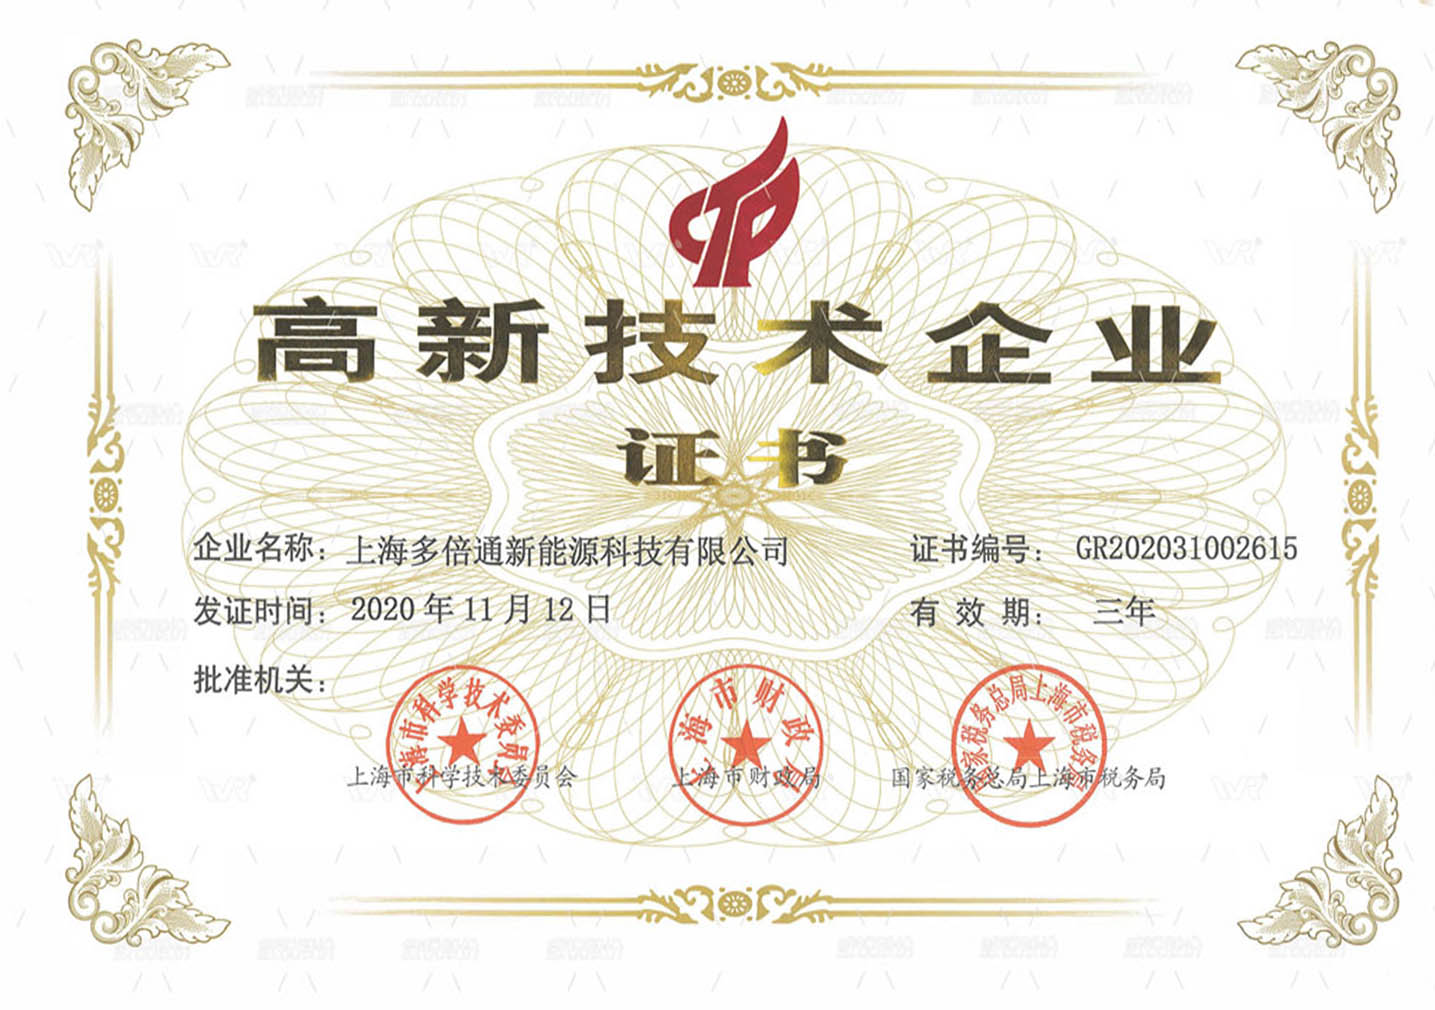 高新技术企业
证书
企业名称：上海多倍通新能源科技有限公司
证书编号：GR202031002615
发证时间：2020年11月12日
有效期：三年
批准机关：
上海市科学技术委员会
上海市财政局
国家税务总局上海市税务局
上海市科学技术委员会
上海市财政局
国家税务总局上海市税务局